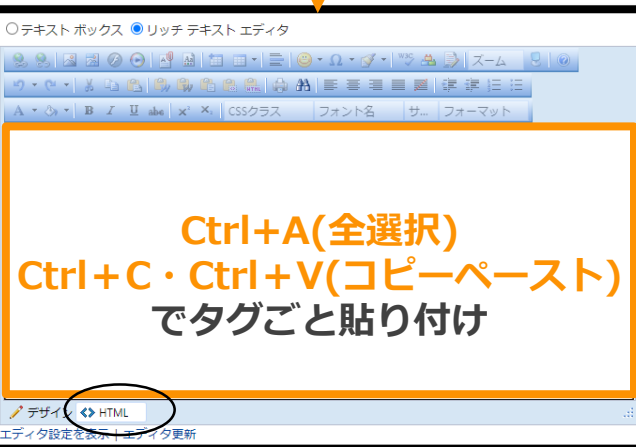 テキスト ボックス リッチ テキスト エディタ
ズーム
A B I U abc x² x₂ CSSクラス フォント名 サ... フォーマット
Ctrl+A(全選択)
Ctrl+C・Ctrl+V(コピーペースト)
でタグごと貼り付け
デザイン <> HTML
エディタ設定を表示 | エディタ更新